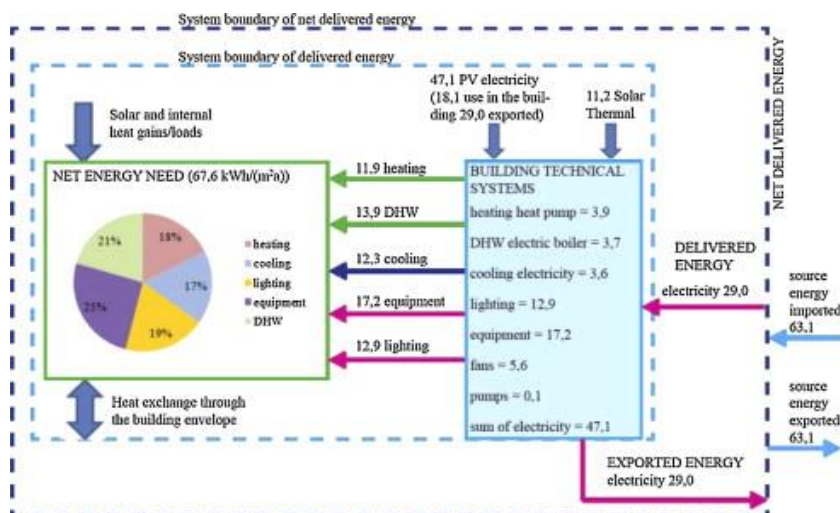 System boundary of net delivered energy
System boundary of delivered energy
Solar and internal
heat gains/loads
47,1 PV electricity
(18,1 use in the buil-
ding 29,0 exported)
11,2 Solar
Thermal
NET ENERGY NEED (67,6 kWh/(m²a))
18%
17%
19%
25%
21%
heating
cooling
lighting
equipment
DHW
11,9 heating
13,9 DHW
12,3 cooling
17,2 equipment
12,9 lighting
BUILDING TECHNICAL
SYSTEMS
heating heat pump = 3,9
DHW electric boiler = 3,7
cooling electricity = 3,6
lighting = 12,9
equipment = 17,2
fans = 5,6
pumps = 0,1
sum of electricity = 47,1
DELIVERED
ENERGY
electricity 29,0
NET DELIVERED ENERGY
source
energy
imported
63,1
source
energy
exported
63,1
Heat exchange through
the building envelope
EXPORTED ENERGY
electricity 29,0